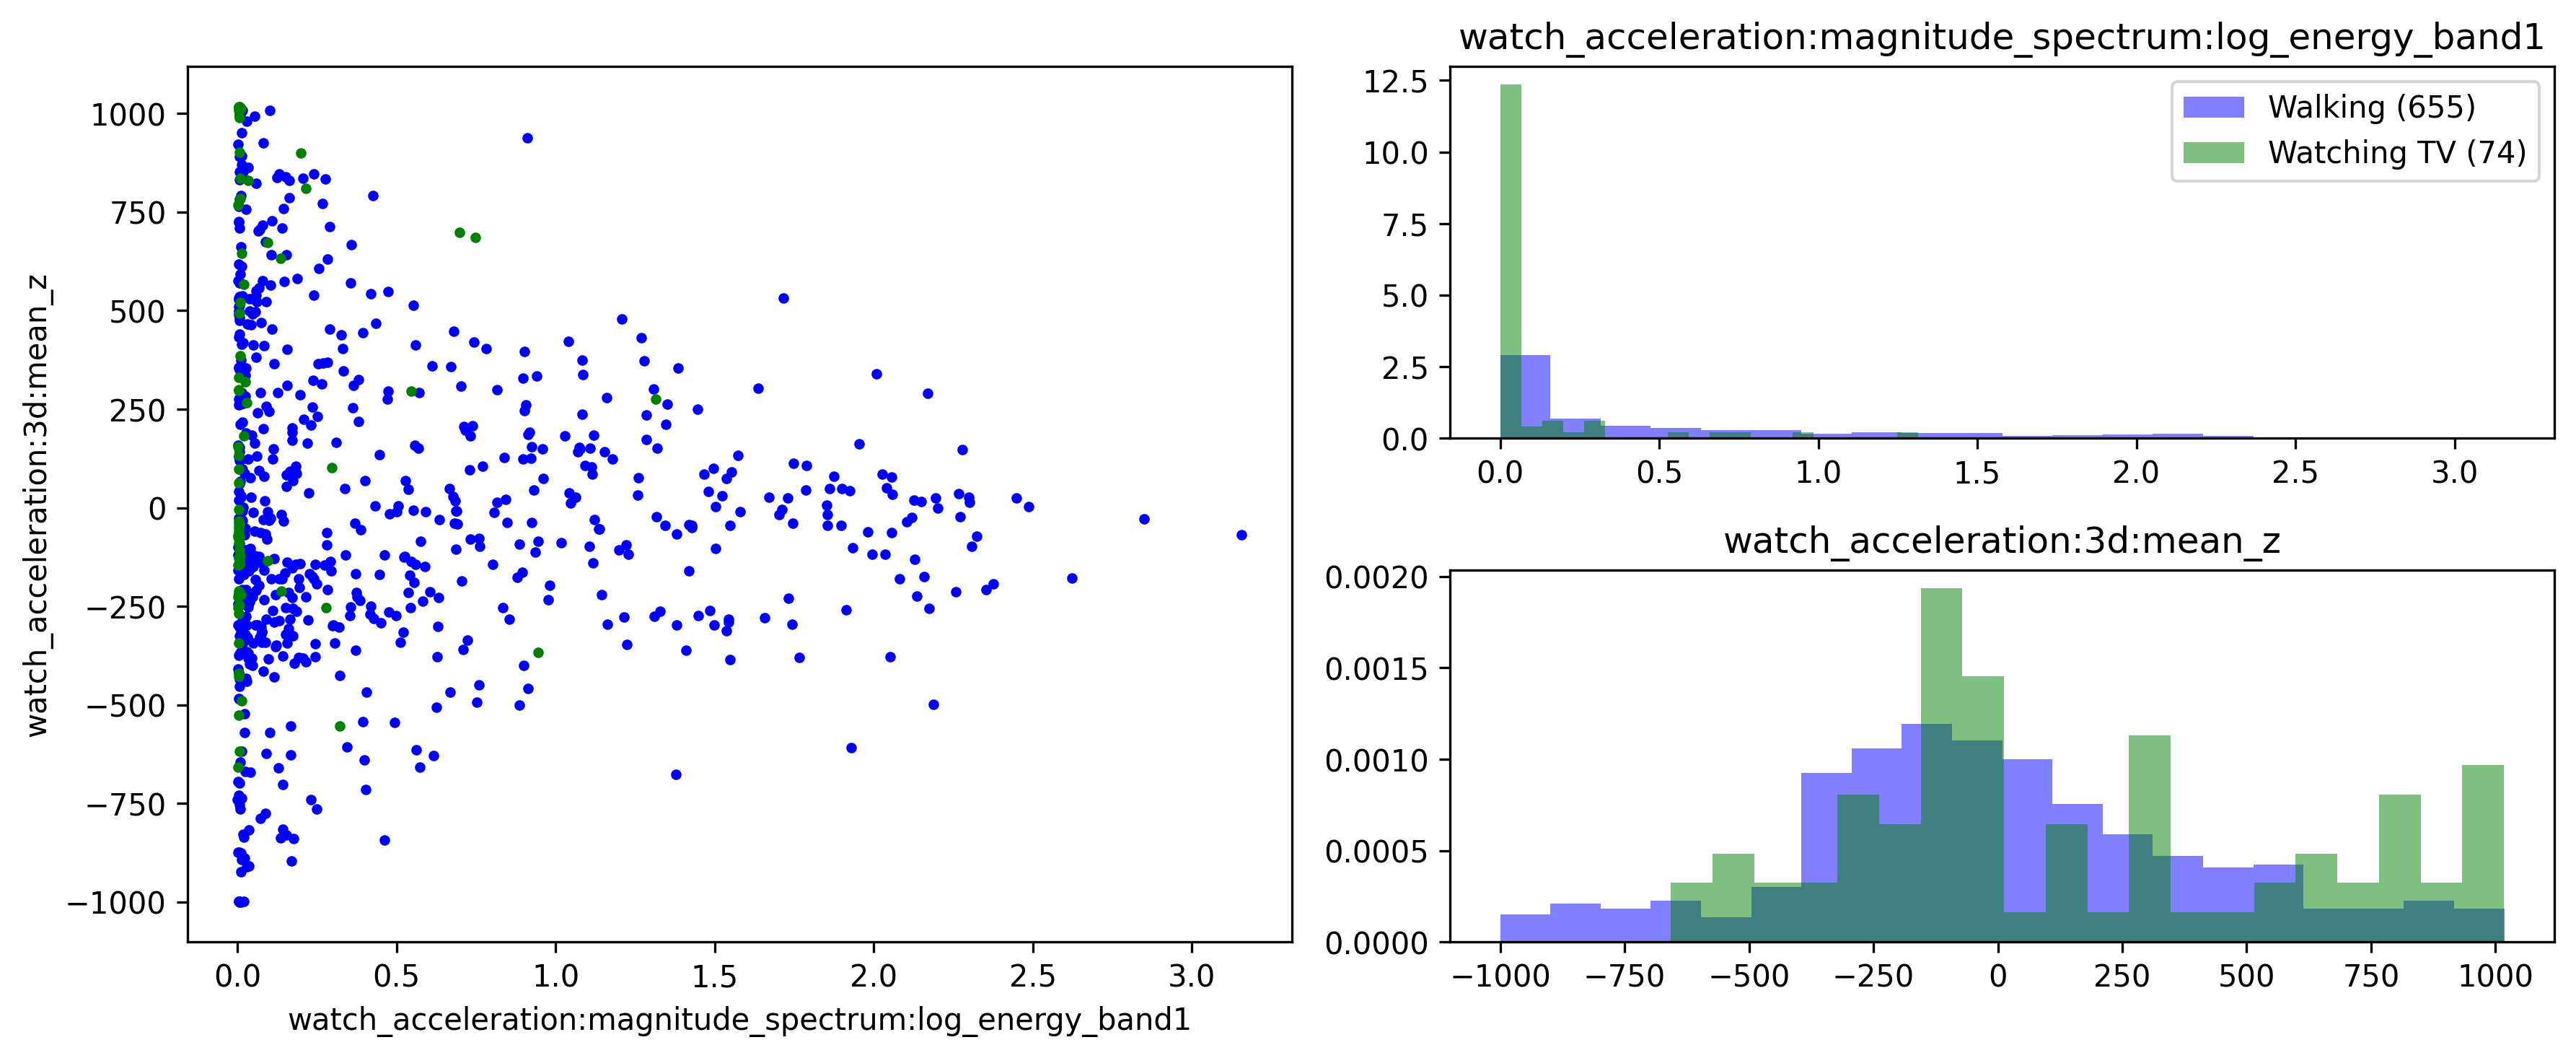 watch_acceleration:3d:mean_z
1000
750
500
250
0
−250
−500
−750
−1000
0.0 0.5 1.0 1.5 2.0 2.5 3.0
watch_acceleration:magnitude_spectrum:log_energy_band1
watch_acceleration:magnitude_spectrum:log_energy_band1
12.5
10.0
7.5
5.0
2.5
0.0
Walking (655)
Watching TV (74)
0.0 0.5 1.0 1.5 2.0 2.5 3.0
watch_acceleration:3d:mean_z
0.0020
0.0015
0.0010
0.0005
0.0000
−1000 −750 −500 −250 0 250 500 750 1000